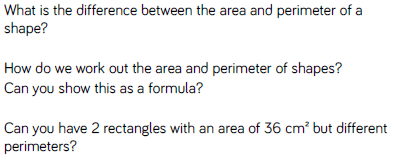 What is the difference between the area and perimeter of a
shape?
How do we work out the area and perimeter of shapes?
Can you show this as a formula?
Can you have 2 rectangles with an area of 36 cm² but different
perimeters?